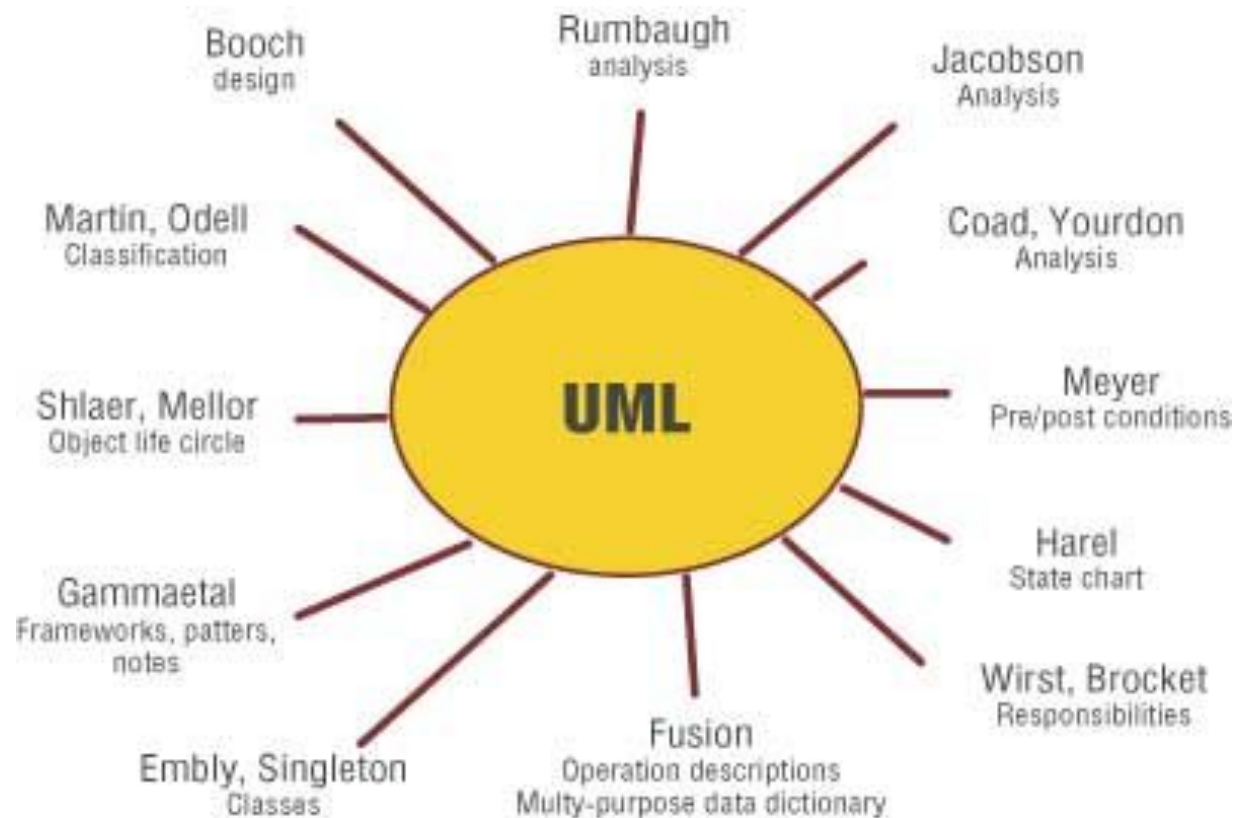 Booch
design
Rumbaugh
analysis
Jacobson
Analysis
Martin, Odell
Classification
Coad, Yourdon
Analysis
Shlaer, Mellor
Object life circle
UML
Meyer
Pre/post conditions
Gammaetal
Frameworks, patters,
notes
Harel
State chart
Wirst, Brocket
Responsibilities
Embly, Singleton
Classes
Fusion
Operation descriptions
Multy-purpose data dictionary